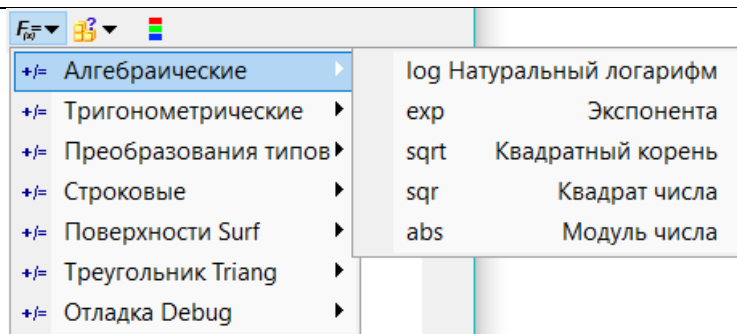 F(x)=
+/= Алгебраические
+/= Тригонометрические
+/= Преобразования типов
+/= Строковые
+/= Поверхности Surf
+/= Треугольник Triang
+/= Отладка Debug
log Натуральный логарифм
exp Экспонента
sqrt Квадратный корень
sqr Квадрат числа
abs Модуль числа